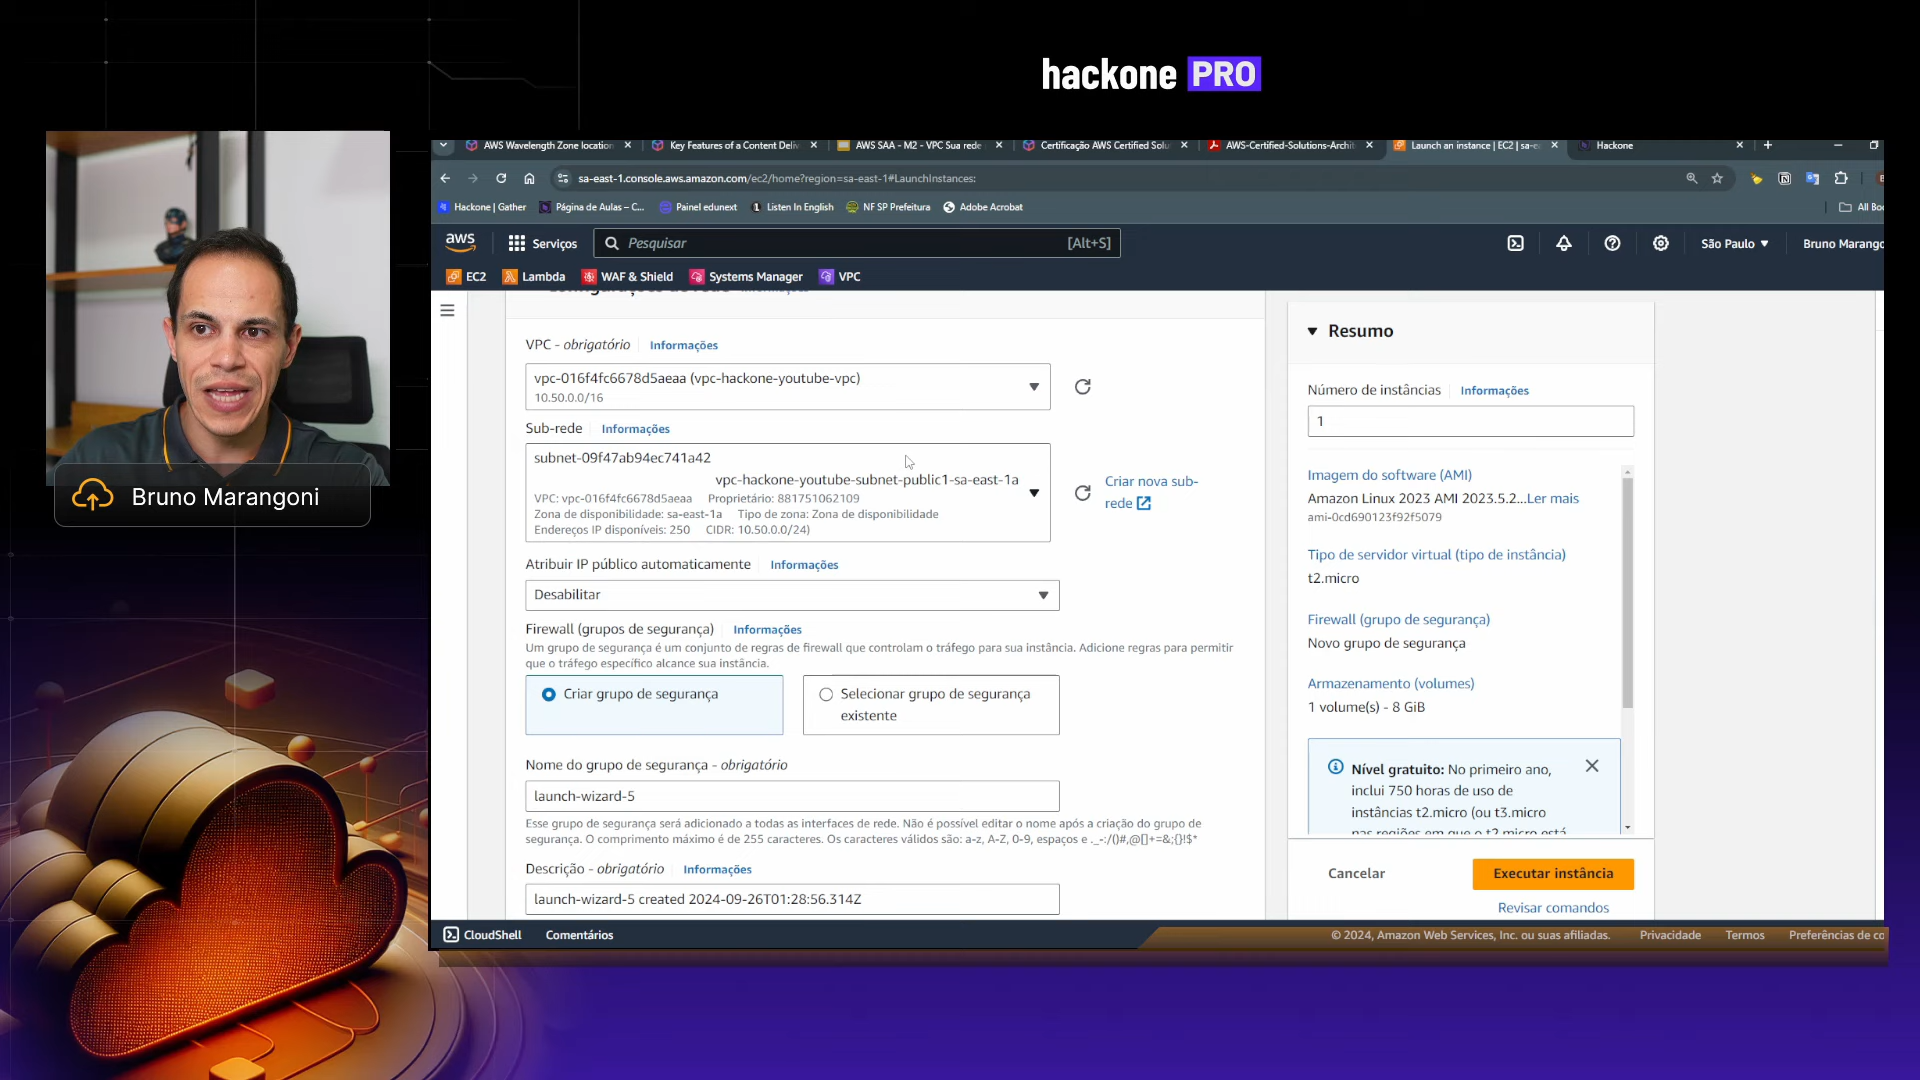 hackone PRO
Bruno Marangoni
AWS Wavelength Zone location
Key Features of a Content Deli
AWS SAA - M2 - VPC Sua rede
Certificação AWS Certified Solu
AWS-Certified-Solutions-Archit
Launch an instance | EC2 | sa-e
Hackone
sa-east-1.console.aws.amazon.com/ec2/home?region=sa-east-1#LaunchInstances:
Hackone | Gather
Página de Aulas – C...
Painel edunext
Listen In English
NF SP Prefeitura
Adobe Acrobat
All Boo
aws
Serviços
Pesquisar
[Alt+S]
São Paulo
Bruno Marango
EC2
Lambda
WAF & Shield
Systems Manager
VPC
VPC - obrigatório
Informações
vpc-016f4fc6678d5aeaa (vpc-hackone-youtube-vpc)
10.50.0.0/16
Sub-rede
Informações
subnet-09f47ab94ec741a42
vpc-hackone-youtube-subnet-public1-sa-east-1a
VPC: vpc-016f4fc6678d5aeaa Proprietário: 881751062109
Zona de disponibilidade: sa-east-1a Tipo de zona: Zona de disponibilidade
Endereços IP disponíveis: 250 CIDR: 10.50.0.0/24)
Criar nova sub-
rede
Atribuir IP público automaticamente
Informações
Desabilitar
Firewall (grupos de segurança)
Informações
Um grupo de segurança é um conjunto de regras de firewall que controlam o tráfego para sua instância. Adicione regras para permitir
que o tráfego específico alcance sua instância.
Criar grupo de segurança
Selecionar grupo de segurança
existente
Nome do grupo de segurança - obrigatório
launch-wizard-5
Esse grupo de segurança será adicionado a todas as interfaces de rede. Não é possível editar o nome após a criação do grupo de
segurança. O comprimento máximo é de 255 caracteres. Os caracteres válidos são: a-z, A-Z, 0-9, espaços e ._-:/()#,@[]+=&;{}!$*
Descrição - obrigatório
Informações
launch-wizard-5 created 2024-09-26T01:28:56.314Z
Resumo
Número de instâncias
Informações
1
Imagem do software (AMI)
Amazon Linux 2023 AMI 2023.5.2...Ler mais
ami-0cd690123f92f5079
Tipo de servidor virtual (tipo de instância)
t2.micro
Firewall (grupo de segurança)
Novo grupo de segurança
Armazenamento (volumes)
1 volume(s) - 8 GiB
Nível gratuito: No primeiro ano,
inclui 750 horas de uso de
instâncias t2.micro (ou t3.micro
nas regiões em que o t2.micro está
Cancelar
Executar instância
Revisar comandos
CloudShell
Comentários
© 2024, Amazon Web Services, Inc. ou suas afiliadas.
Privacidade
Termos
Preferências de co